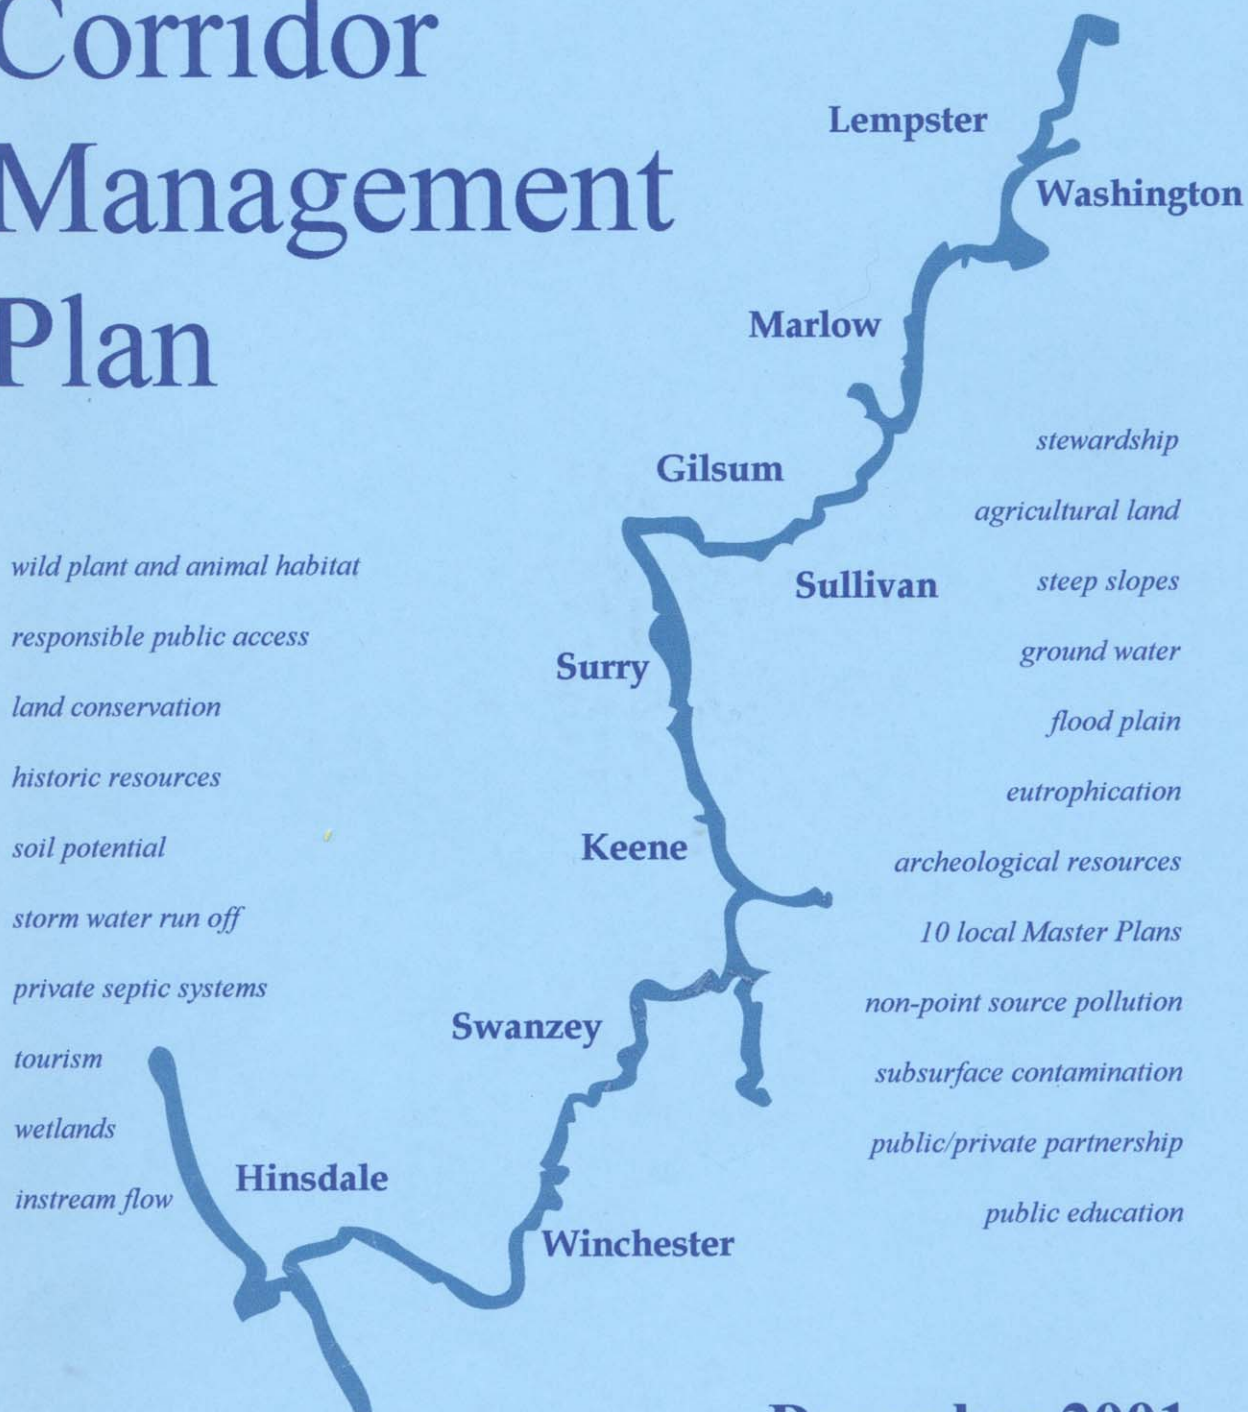 Corridor
Management
Plan
Lempster
Washington
Marlow
Gilsum
Sullivan
Surry
Keene
Swanzey
Hinsdale
Winchester
wild plant and animal habitat
responsible public access
land conservation
historic resources
soil potential
storm water run off
private septic systems
tourism
wetlands
instream flow
stewardship
agricultural land
steep slopes
ground water
flood plain
eutrophication
archeological resources
10 local Master Plans
non-point source pollution
subsurface contamination
public/private partnership
public education
2001